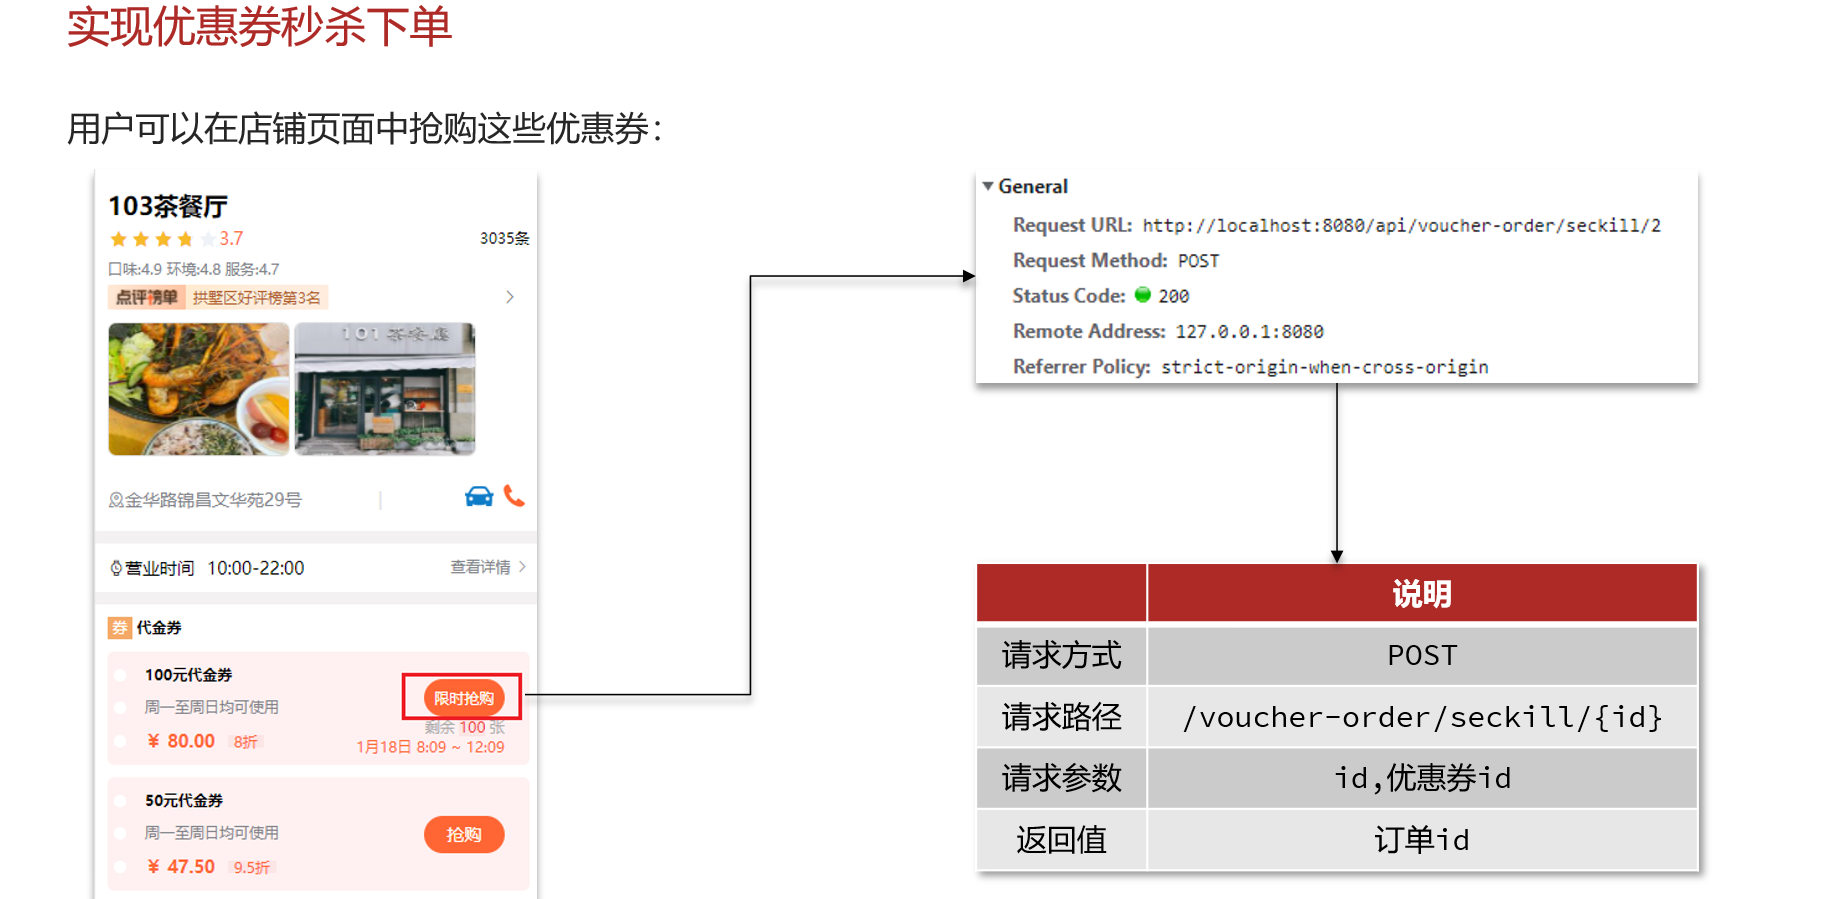 实现优惠券秒杀下单
用户可以在店铺页面中抢购这些优惠券：
103茶餐厅
3.7
3035条
口味:4.9 环境:4.8 服务:4.7
点评榜单 拱墅区好评榜第3名
101 茶
金华路锦昌文华苑29号
营业时间 10:00-22:00
查看详情
券 代金券
100元代金券
限时抢购
周一至周日均可使用
剩余 100 张
¥ 80.00 8折
1月18日 8:09 ~ 12:09
50元代金券
周一至周日均可使用
抢购
¥ 47.50 9.5折
General
Request URL: http://localhost:8080/api/voucher-order/seckill/2
Request Method: POST
Status Code: 200
Remote Address: 127.0.0.1:8080
Referrer Policy: strict-origin-when-cross-origin
说明
请求方式 POST
请求路径 /voucher-order/seckill/{id}
请求参数 id,优惠券id
返回值 订单id